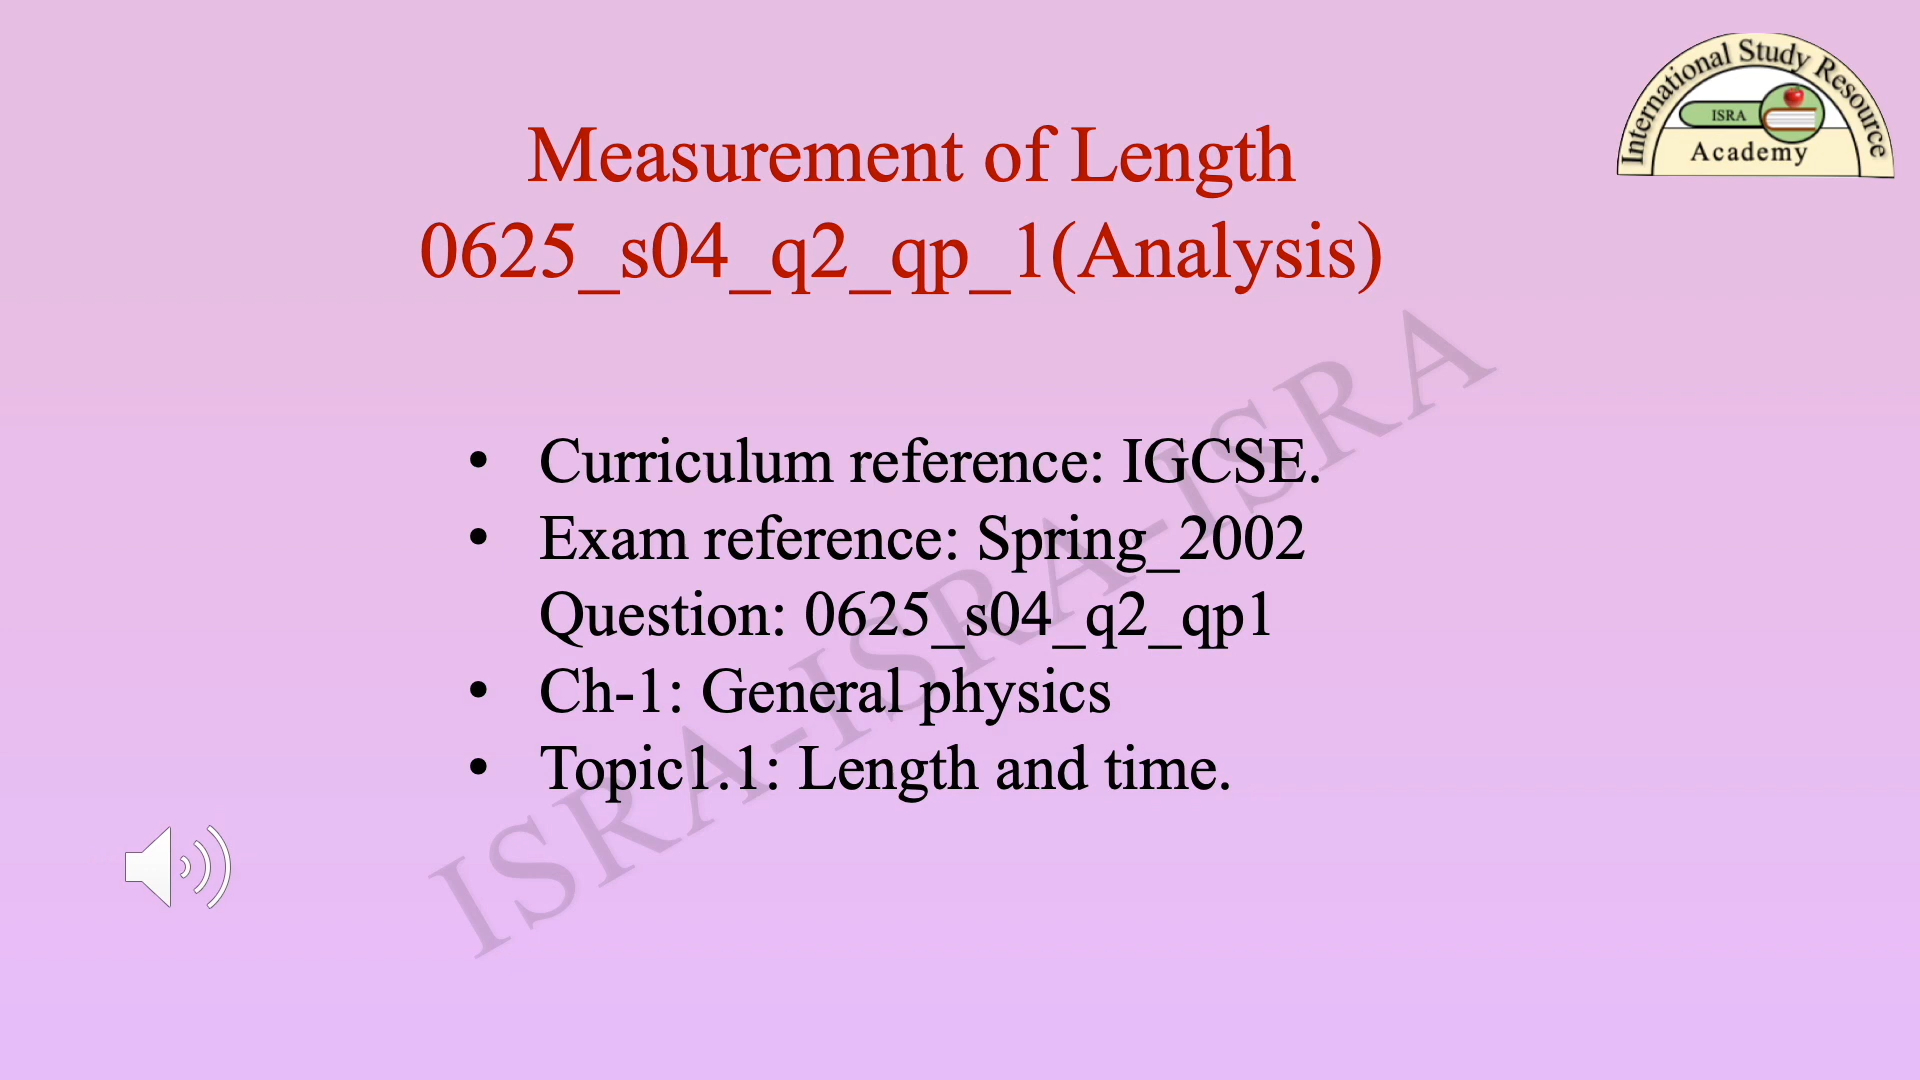 International Study Resource
ISRA
Academy
Measurement of Length
0625_s04_q2_qp_1(Analysis)
• Curriculum reference: IGCSE.
• Exam reference: Spring_2002
Question: 0625_s04_q2_qp1
• Ch-1: General physics
• Topic1.1: Length and time.
ISRA-ISRA-ISRA